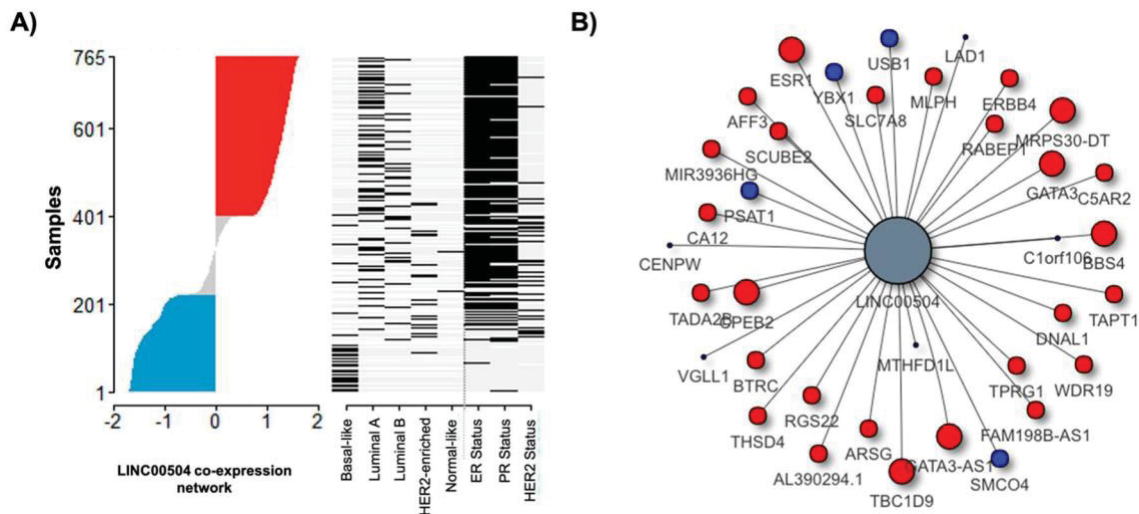 A)
B)
765
601
401
201
1
Samples
-2
-1
0
1
2
LINC00504 co-expression
network
Basal-like
Luminal A
Luminal B
HER2-enriched
Normal-like
ER Status
PR Status
HER2 Status
USB1
LAD1
ESR1
YBX1
MLPH
ERBB4
SLC7A8
AFF3
MRPS30-DT
SCUBE2
RABEP1
MIR3936HG
GATA3
C5AR2
PSAT1
CA12
C1orf106
BBS4
CENPW
LINC00504
TADA2B
CPEB2
TAPT1
DNAL1
MTHFD1L
VGLL1
BTRC
TPRG1
WDR19
RGS22
THSD4
FAM198B-AS1
ARSG
GATA3-AS1
AL390294.1
SMCO4
TBC1D9